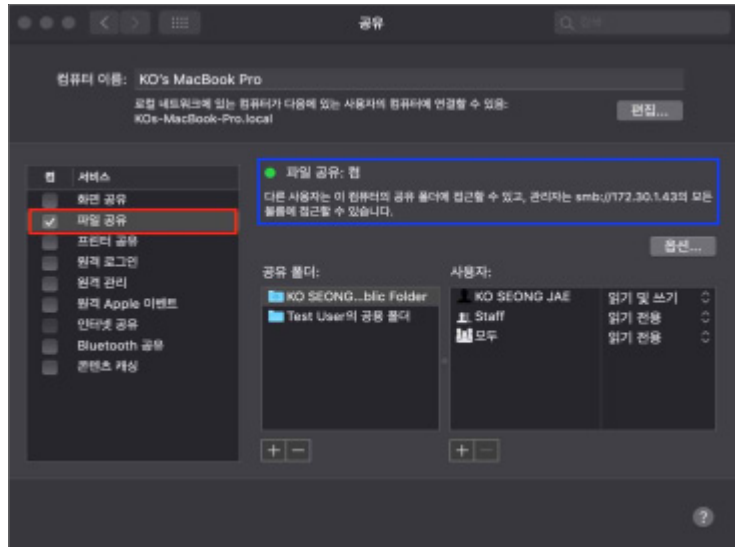 공유
검색
컴퓨터 이름: KO's MacBook Pro
로컬 네트워크에 있는 컴퓨터가 다음에 있는 사용자의 컴퓨터에 연결할 수 있음:
KOs-MacBook-Pro.local
편집...
켬 서비스
화면 공유
파일 공유
프린터 공유
원격 로그인
원격 관리
원격 Apple 이벤트
인터넷 공유
Bluetooth 공유
콘텐츠 캐싱
파일 공유: 켬
다른 사용자는 이 컴퓨터의 공유 폴더에 접근할 수 있고, 관리자는 smb://172.30.1.43의 모든
볼륨에 접근할 수 있습니다.
옵션...
공유 폴더:
KO SEONG...blic Folder
Test User의 공용 폴더
사용자:
KO SEONG JAE 읽기 및 쓰기
Staff 읽기 전용
모두 읽기 전용
+ −
+ −
?